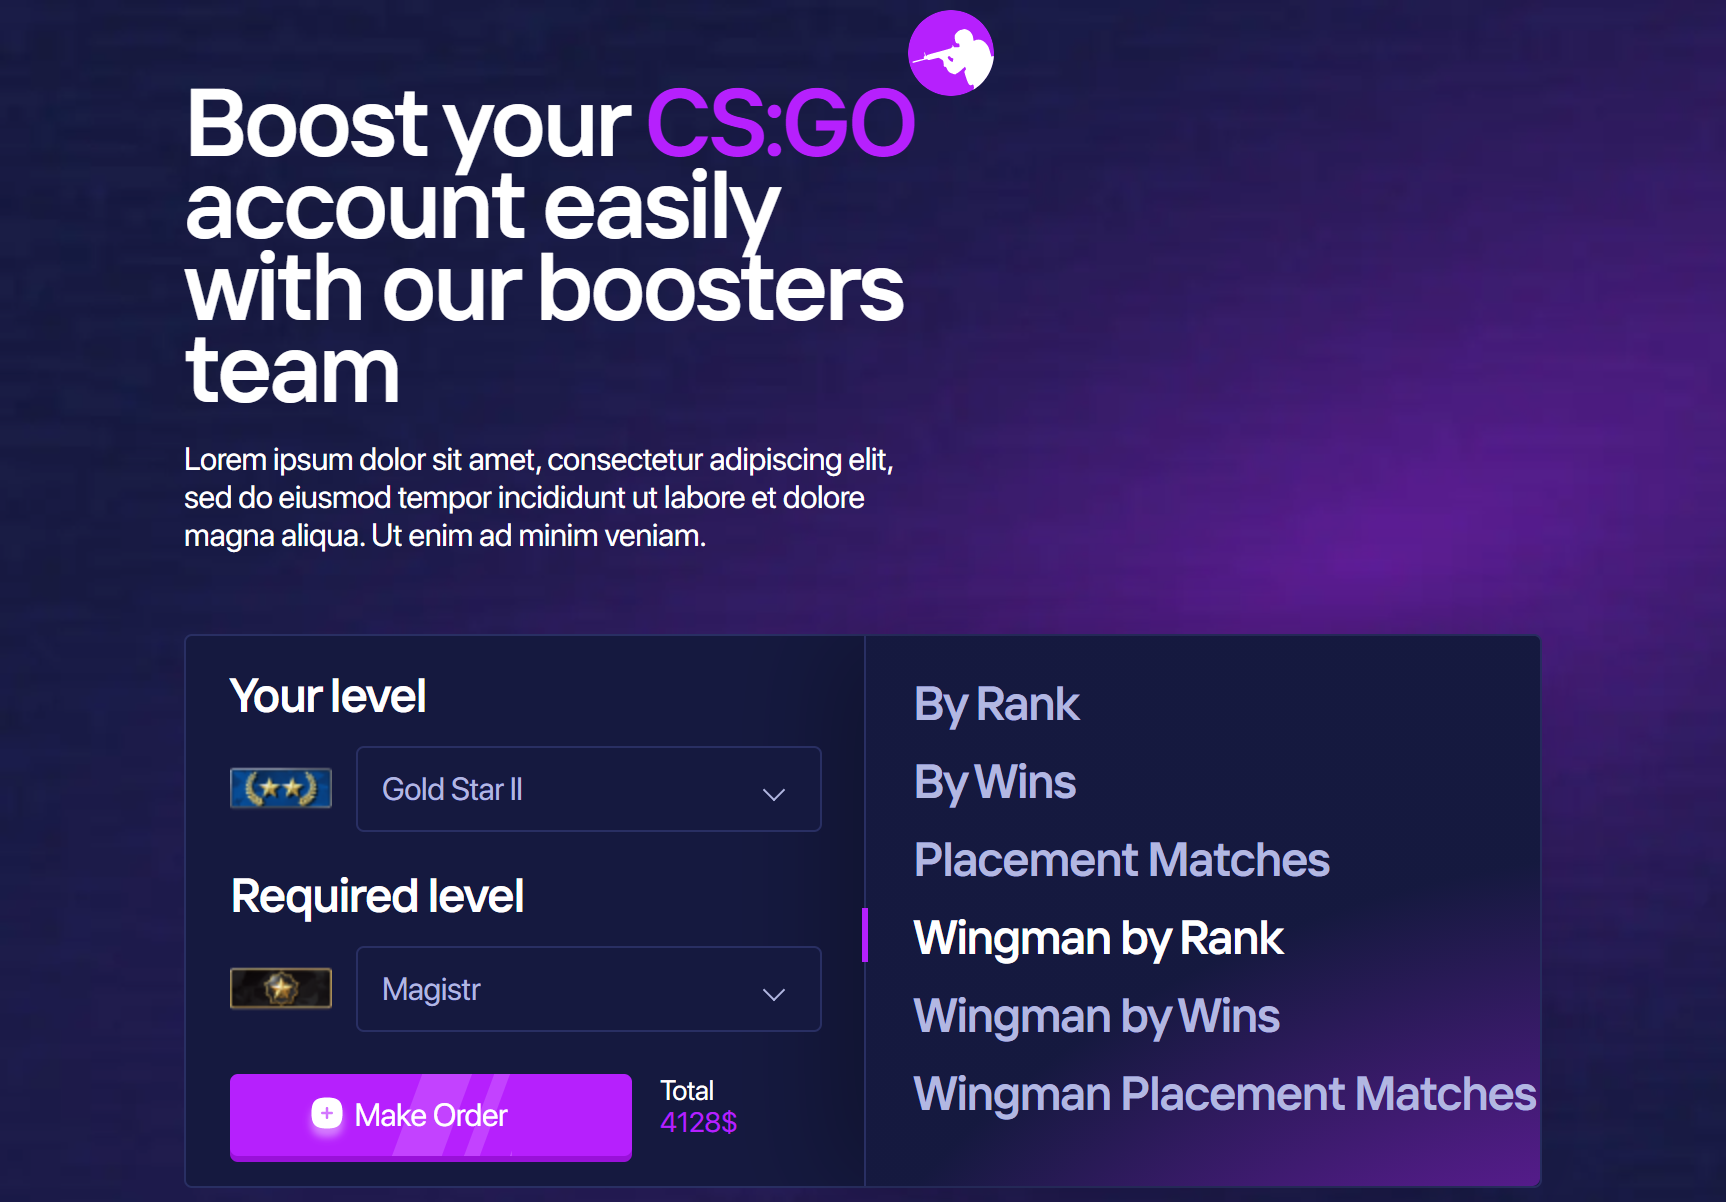 Boost your CS:GO
account easily
with our boosters
team
Lorem ipsum dolor sit amet, consectetur adipiscing elit,
sed do eiusmod tempor incididunt ut labore et dolore
magna aliqua. Ut enim ad minim veniam.
Your level
Gold Star II
Required level
Magistr
Make Order
Total
4128$
By Rank
By Wins
Placement Matches
Wingman by Rank
Wingman by Wins
Wingman Placement Matches